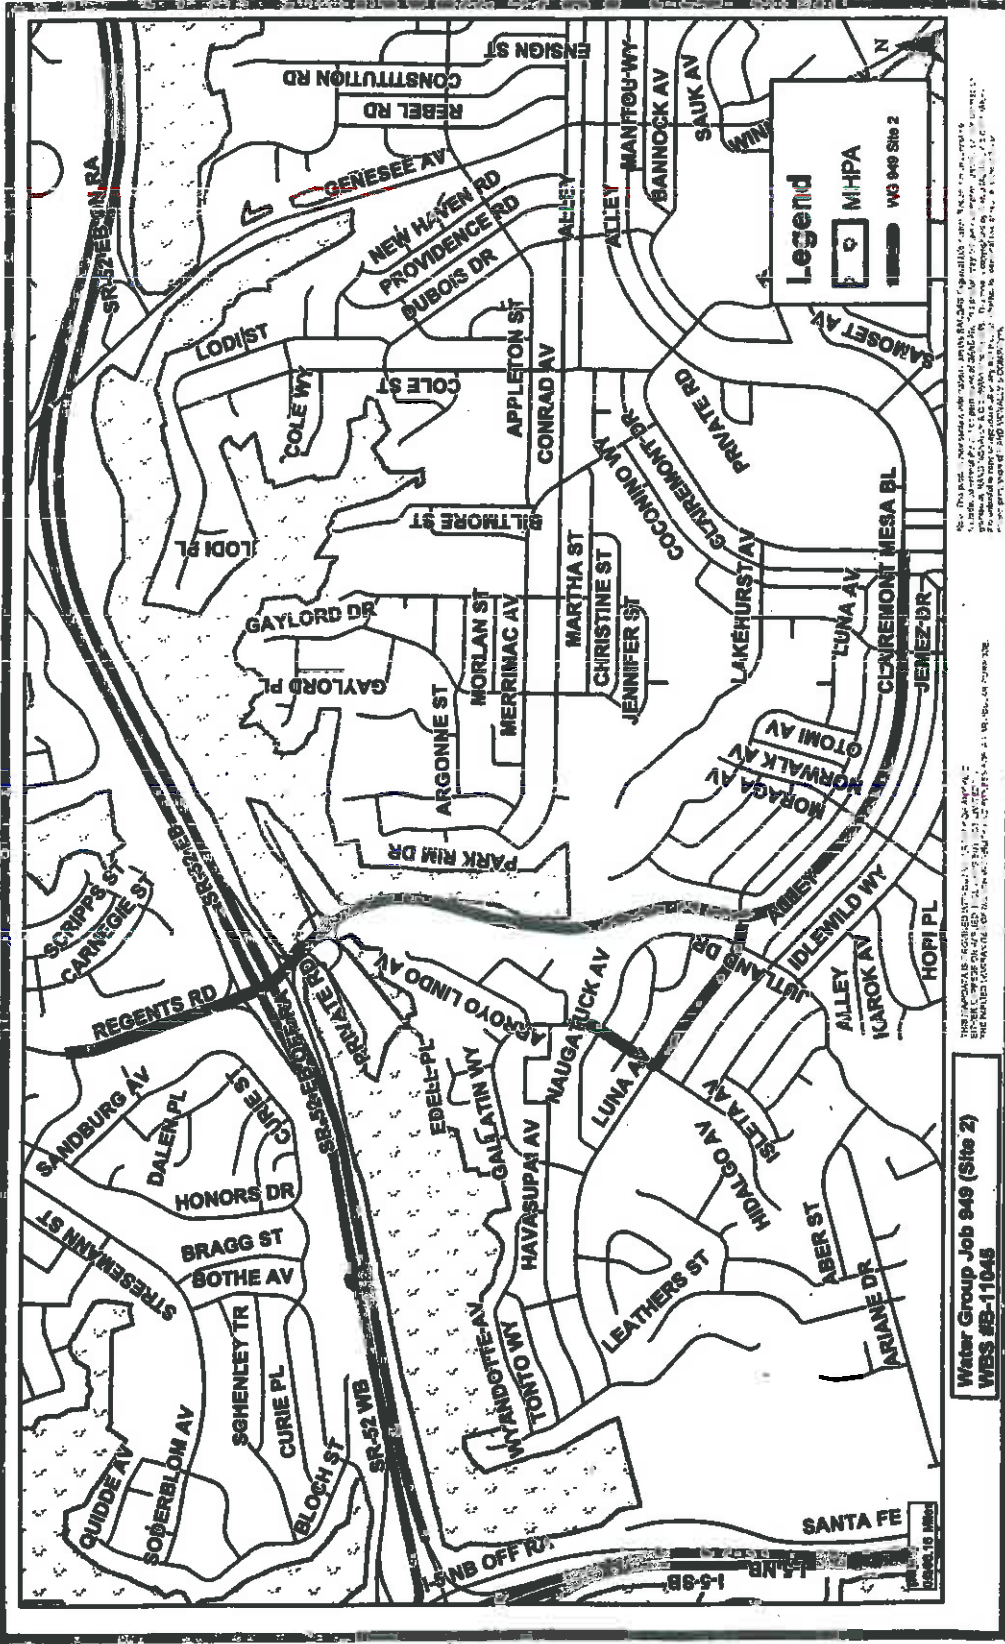 SANDBURG AV
DALEN PL
CURIE ST
HONORS DR
STRESEMANN ST
BRAGG ST
BOTHE AV
QUIDDE AV
SODERBLOM AV
SCHENLEY TR
CURIE PL
BLOCH ST
SR-52 WB
REGENTS RD
SCRIPPS ST
CARNEGIE ST
SR-52 EB
PRIVATE RD
ARROYO LINDO AV
EDELL PL
GALLATIN WY
HAVASUPAI AV
WYANDOTTE AV
TONTO WY
I-5 NB OFF RA
I-5-SB
I-5 NB
SANTA FE
LEATHERS ST
HIDALGO AV
ISLETA AV
ABER ST
ARIANE DR
LUNA AV
NAUGATUCK AV
JUTLAND DR
IDLEWILD WY
ALLEY
KAROK AV
HOPI PL
PARK RIM DR
ARGONNE ST
MORLAN ST
MERRIMAC AV
GAYLORD PL
GAYLORD DR
LODI PL
LODI ST
COLE WY
COLE ST
BILTMORE ST
MARTHA ST
CHRISTINE ST
JENNIFER ST
APPLETON ST
CONRAD AV
COCONINO WY
CLAIREMONT DR
PRIVATE RD
LAKEHURST AV
LUNA AV
CLAIREMONT MESA BL
JEMEZ DR
OTOMI AV
NORWALK AV
MORAGA AV
MORAGA AV
GENESEE AV
NEW HAVEN RD
PROVIDENCE RD
DUBOIS DR
CONSTITUTION RD
REBEL RD
ENSIGN ST
ALLEY
ALLEY
MANITOU WY
BANNOCK AV
SAUK AV
SAMOSET AV
N
Legend
MHPA
WG 949 Site 2
Water Group Job 949 (Site 2)
WBS #B-11045